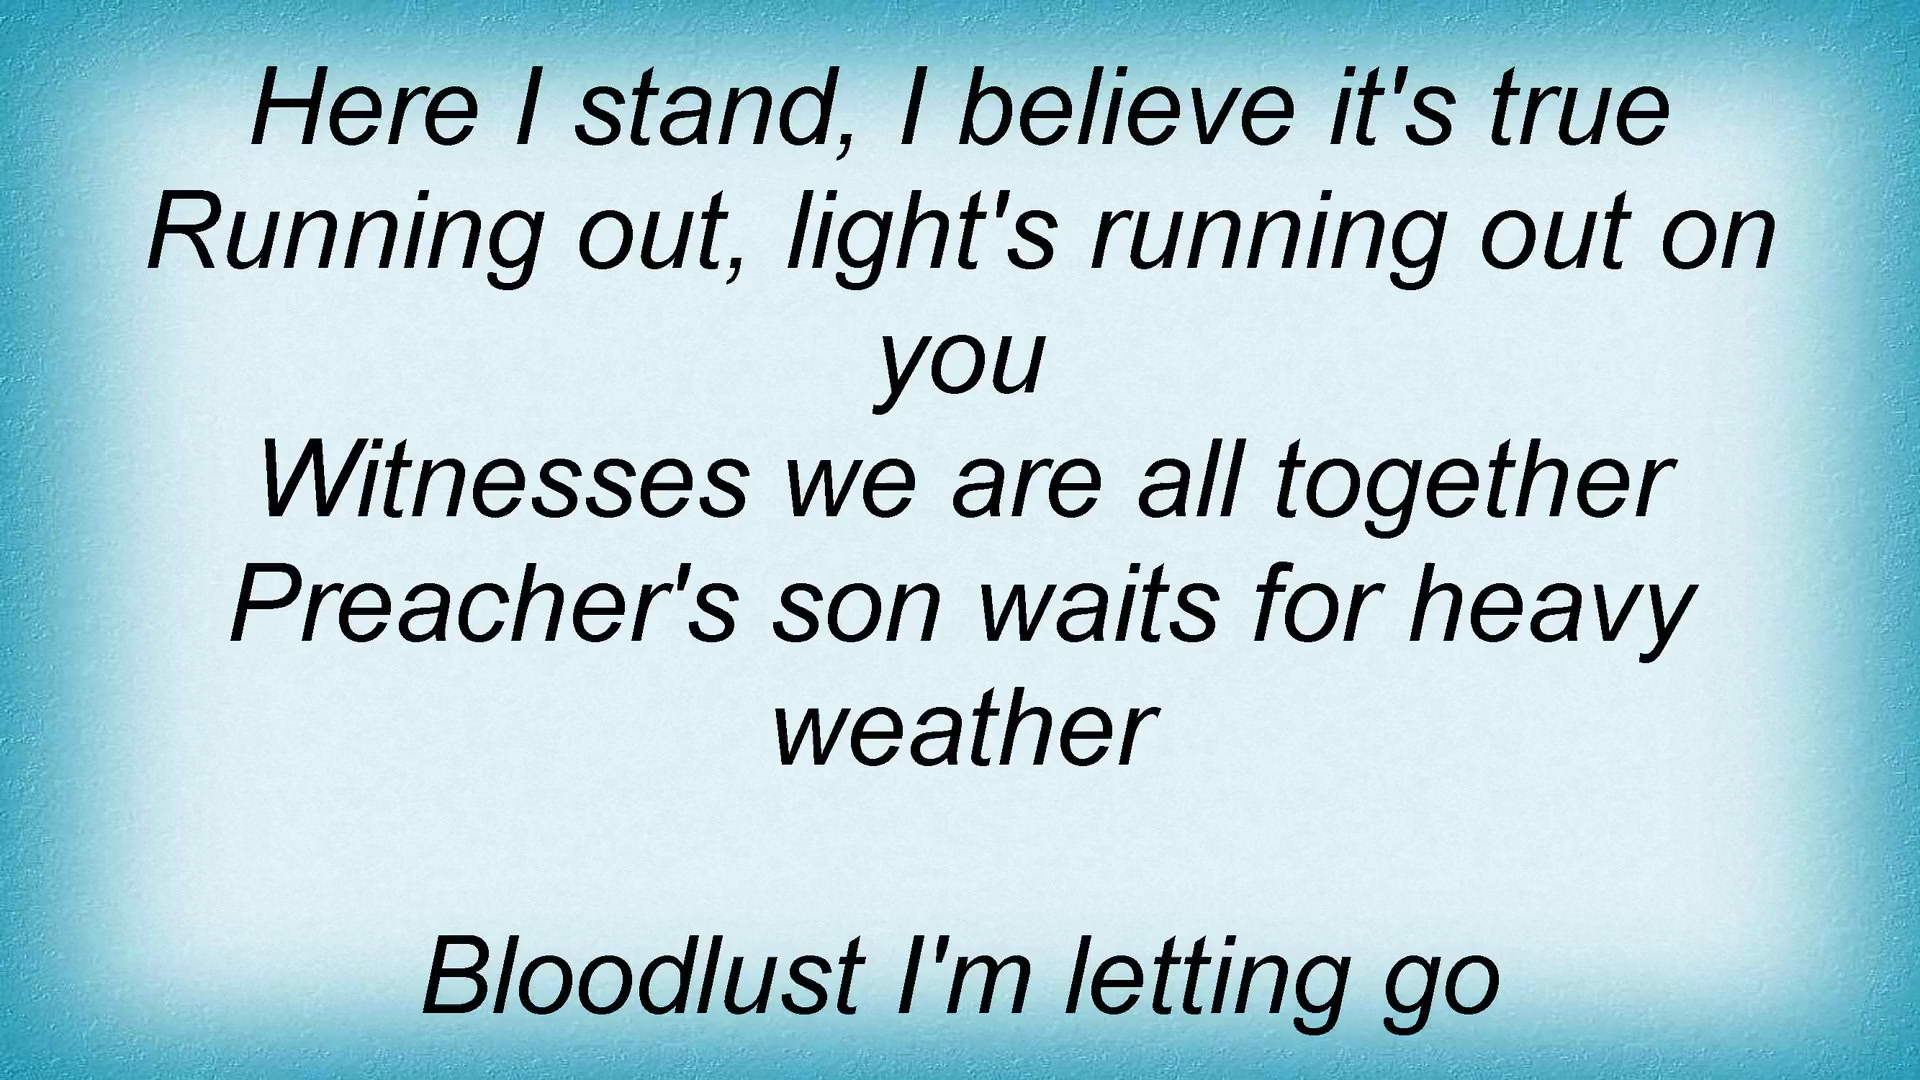 Here I stand, I believe it's true
Running out, light's running out on
you
Witnesses we are all together
Preacher's son waits for heavy
weather
Bloodlust I'm letting go